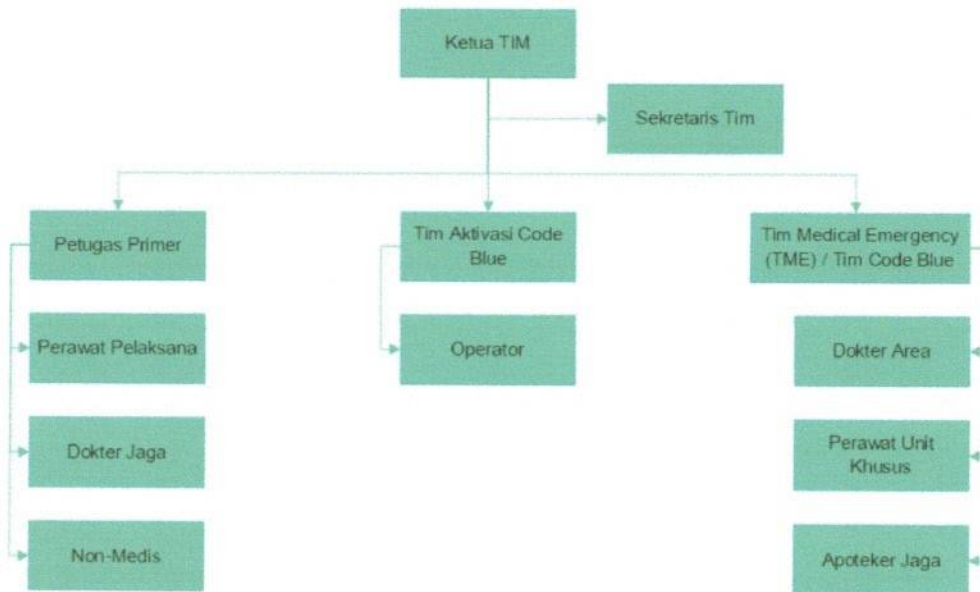 Ketua TIM
Sekretaris Tim
Petugas Primer
Tim Aktivasi Code
Blue
Tim Medical Emergency
(TME) / Tim Code Blue
Perawat Pelaksana
Operator
Dokter Area
Dokter Jaga
Perawat Unit
Khusus
Non-Medis
Apoteker Jaga